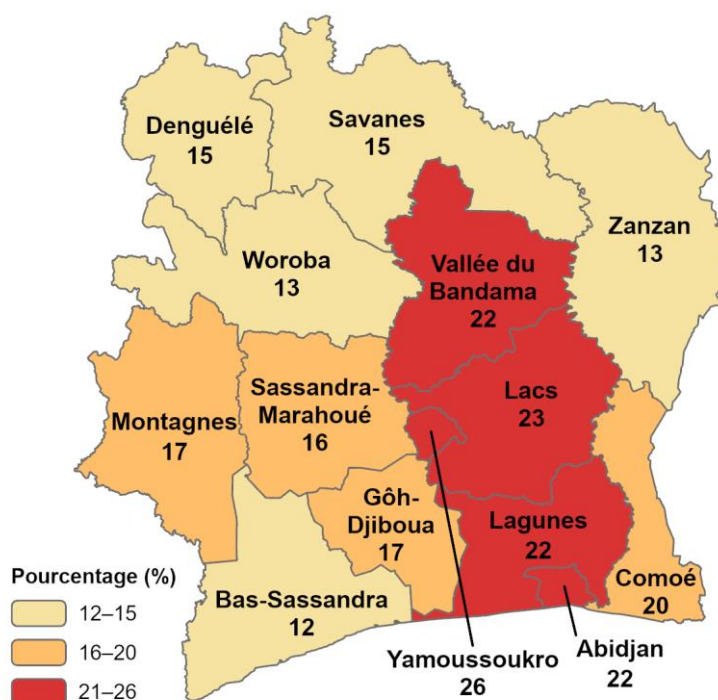 Denguélé
15
Savanes
15
Zanzan
13
Woroba
13
Vallée du
Bandama
22
Lacs
23
Sassandra-
Marahoué
16
Montagnes
17
Gôh-
Djiboua
17
Lagunes
22
Comoé
20
Bas-Sassandra
12
Yamoussoukro
26
Abidjan
22
Pourcentage (%)
12–15
16–20
21–26